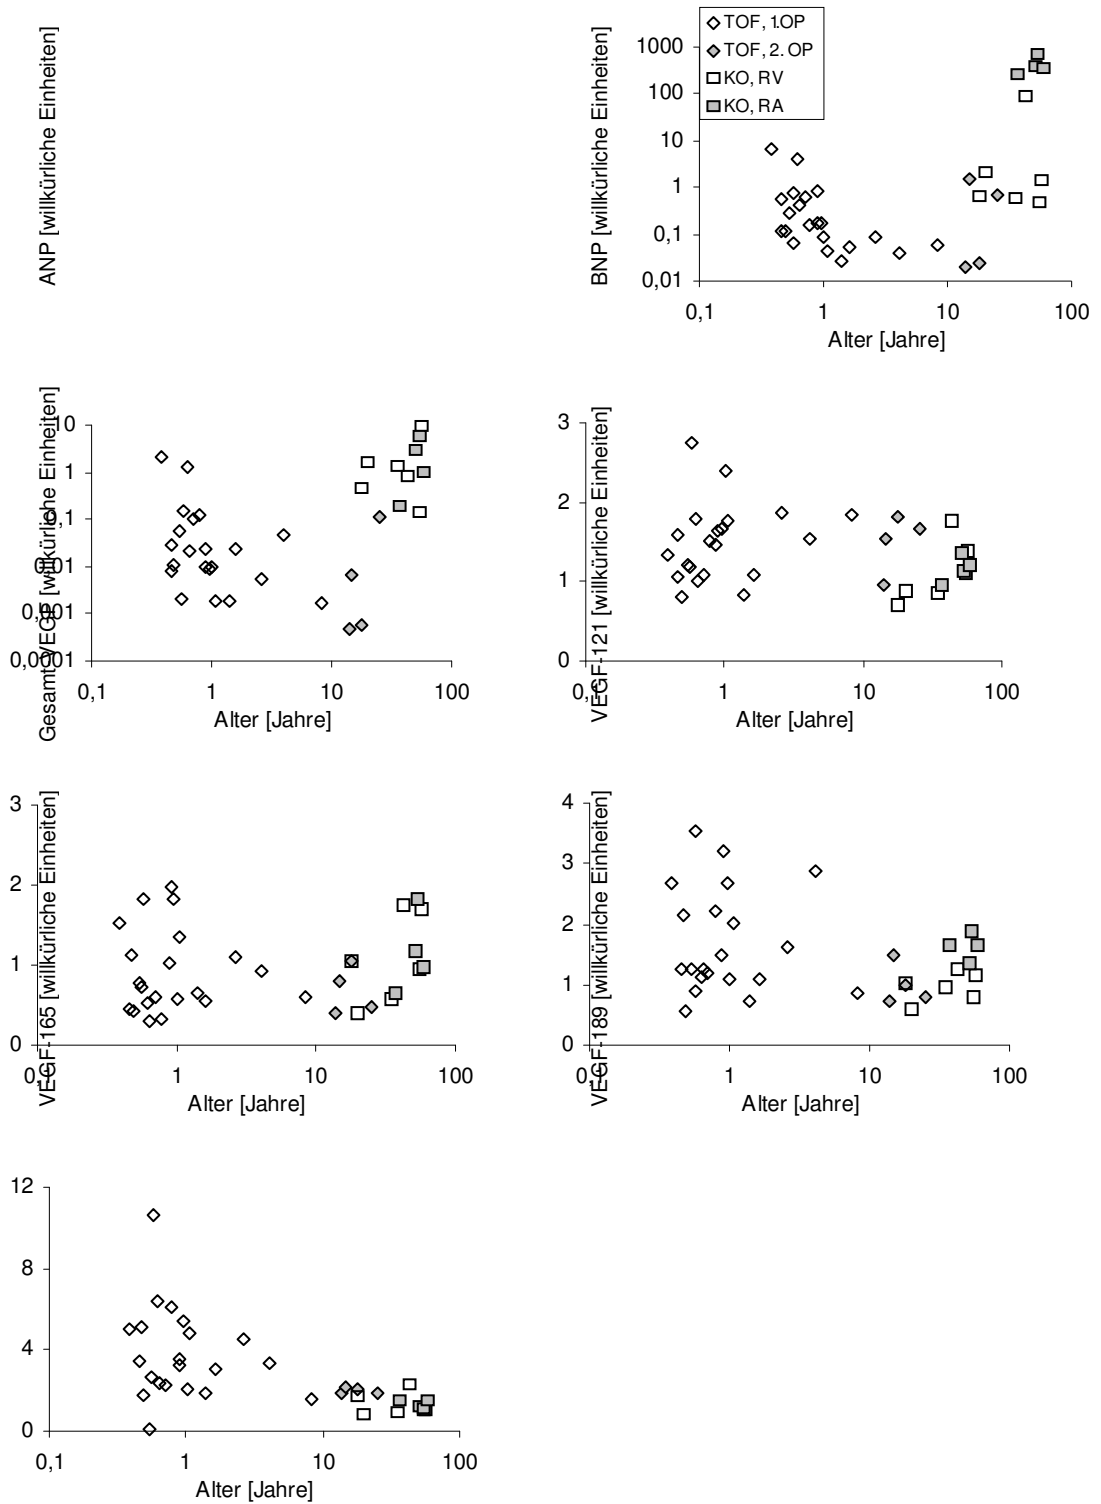 ANP [willkürliche Einheiten]
BNP [willkürliche Einheiten]
TOF, 1.OP
TOF, 2. OP
KO, RV
KO, RA
1000
100
10
1
0,1
0,01
0,1 1 10 100
Alter [Jahre]
Gesamt-VEGF [willkürliche Einheiten]
10
1
0,1
0,01
0,001
0,0001
0,1 1 10 100
Alter [Jahre]
VEGF-121 [willkürliche Einheiten]
3
2
1
0
0,1 1 10 100
Alter [Jahre]
VEGF-165 [willkürliche Einheiten]
3
2
1
0
0,1 1 10 100
Alter [Jahre]
VEGF-189 [willkürliche Einheiten]
4
3
2
1
0
0,1 1 10 100
Alter [Jahre]
12
8
4
0
0,1 1 10 100
Alter [Jahre]